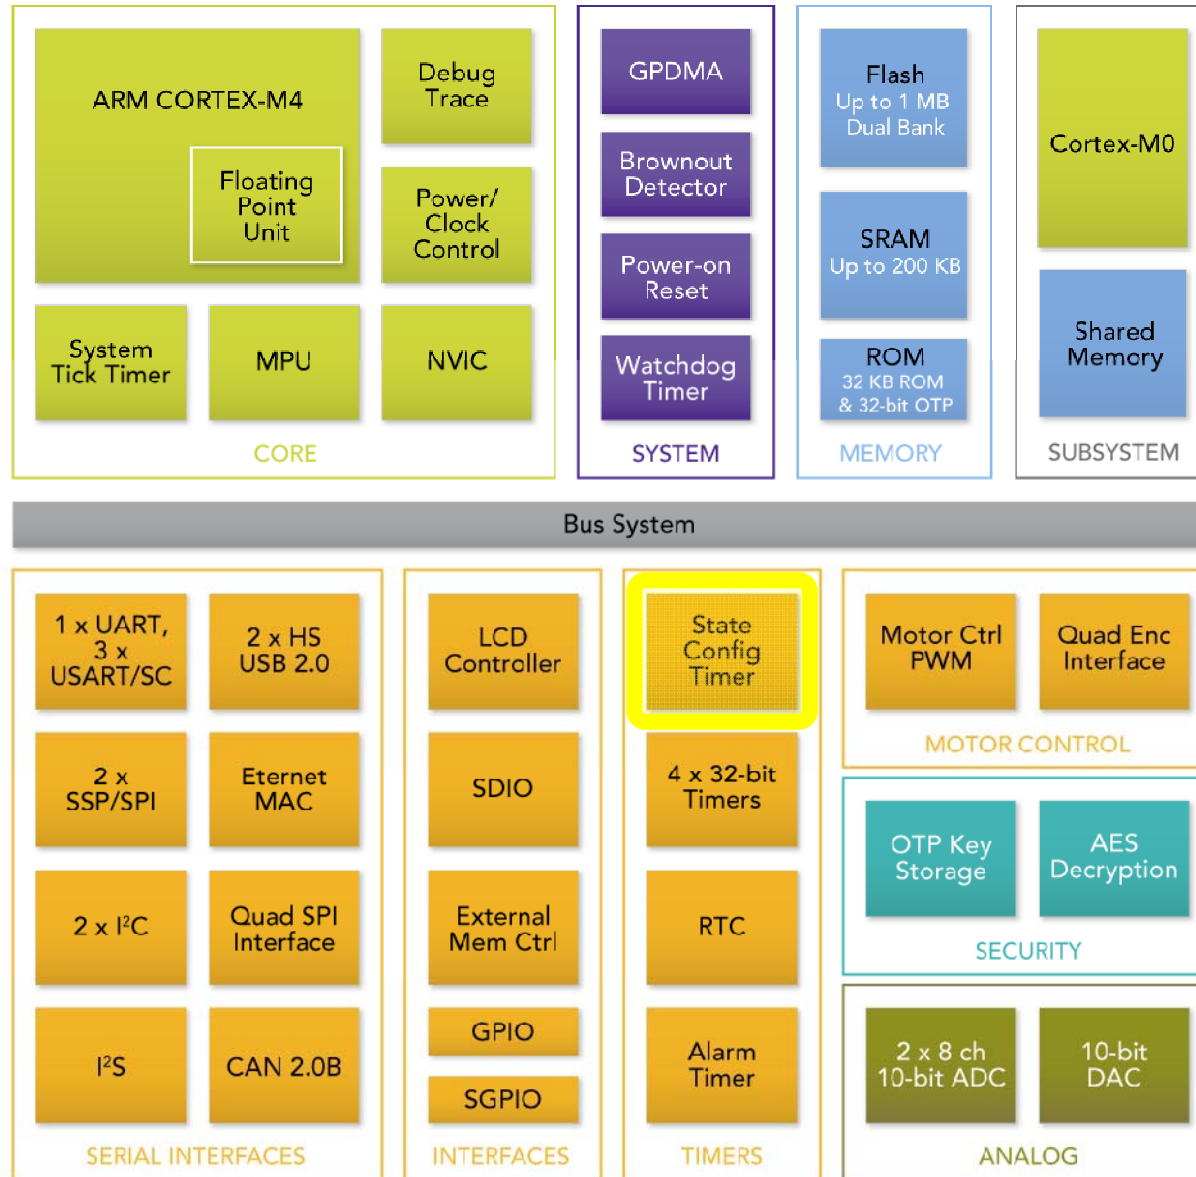 ARM CORTEX-M4
Floating
Point
Unit
Debug
Trace
Power/
Clock
Control
System
Tick Timer
MPU
NVIC
CORE
GPDMA
Brownout
Detector
Power-on
Reset
Watchdog
Timer
SYSTEM
Flash
Up to 1 MB
Dual Bank
SRAM
Up to 200 KB
ROM
32 KB ROM
& 32-bit OTP
MEMORY
Cortex-M0
Shared
Memory
SUBSYSTEM
Bus System
1 x UART,
3 x
USART/SC
2 x HS
USB 2.0
2 x
SSP/SPI
Eternet
MAC
2 x I²C
Quad SPI
Interface
I²S
CAN 2.0B
SERIAL INTERFACES
LCD
Controller
SDIO
External
Mem Ctrl
GPIO
SGPIO
INTERFACES
State
Config
Timer
4 x 32-bit
Timers
RTC
Alarm
Timer
TIMERS
Motor Ctrl
PWM
Quad Enc
Interface
MOTOR CONTROL
OTP Key
Storage
AES
Decryption
SECURITY
2 x 8 ch
10-bit ADC
10-bit
DAC
ANALOG